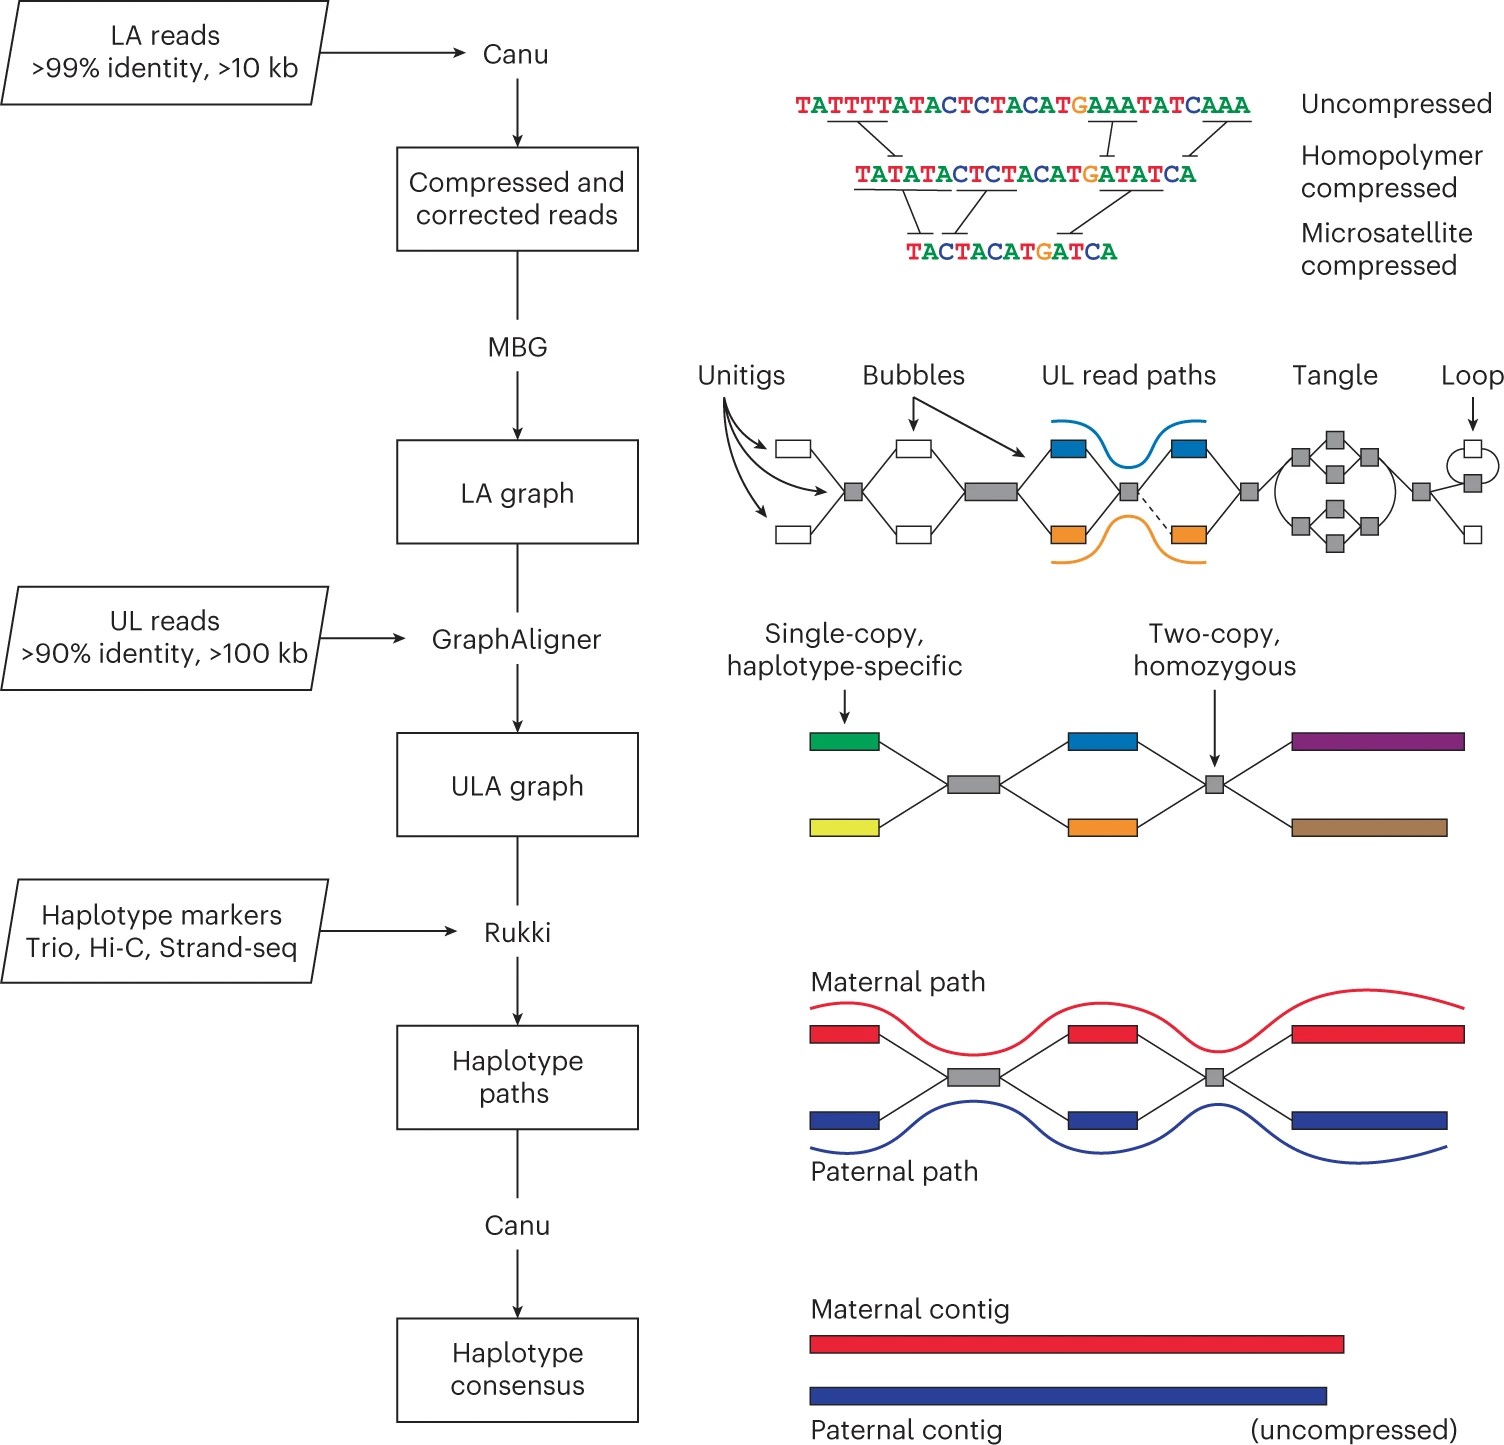 LA reads
>99% identity, >10 kb
Canu
Compressed and
corrected reads
MBG
LA graph
UL reads
>90% identity, >100 kb
GraphAligner
ULA graph
Haplotype markers
Trio, Hi-C, Strand-seq
Rukki
Haplotype
paths
Canu
Haplotype
consensus
TATTTTATACTCTACATGAAATATCAAA
Uncompressed
TATATACTCTACATGATATCA
Homopolymer
compressed
TACTACATGATCA
Microsatellite
compressed
Unitigs
Bubbles
UL read paths
Tangle
Loop
Single-copy,
haplotype-specific
Two-copy,
homozygous
Maternal path
Paternal path
Maternal contig
Paternal contig
(uncompressed)